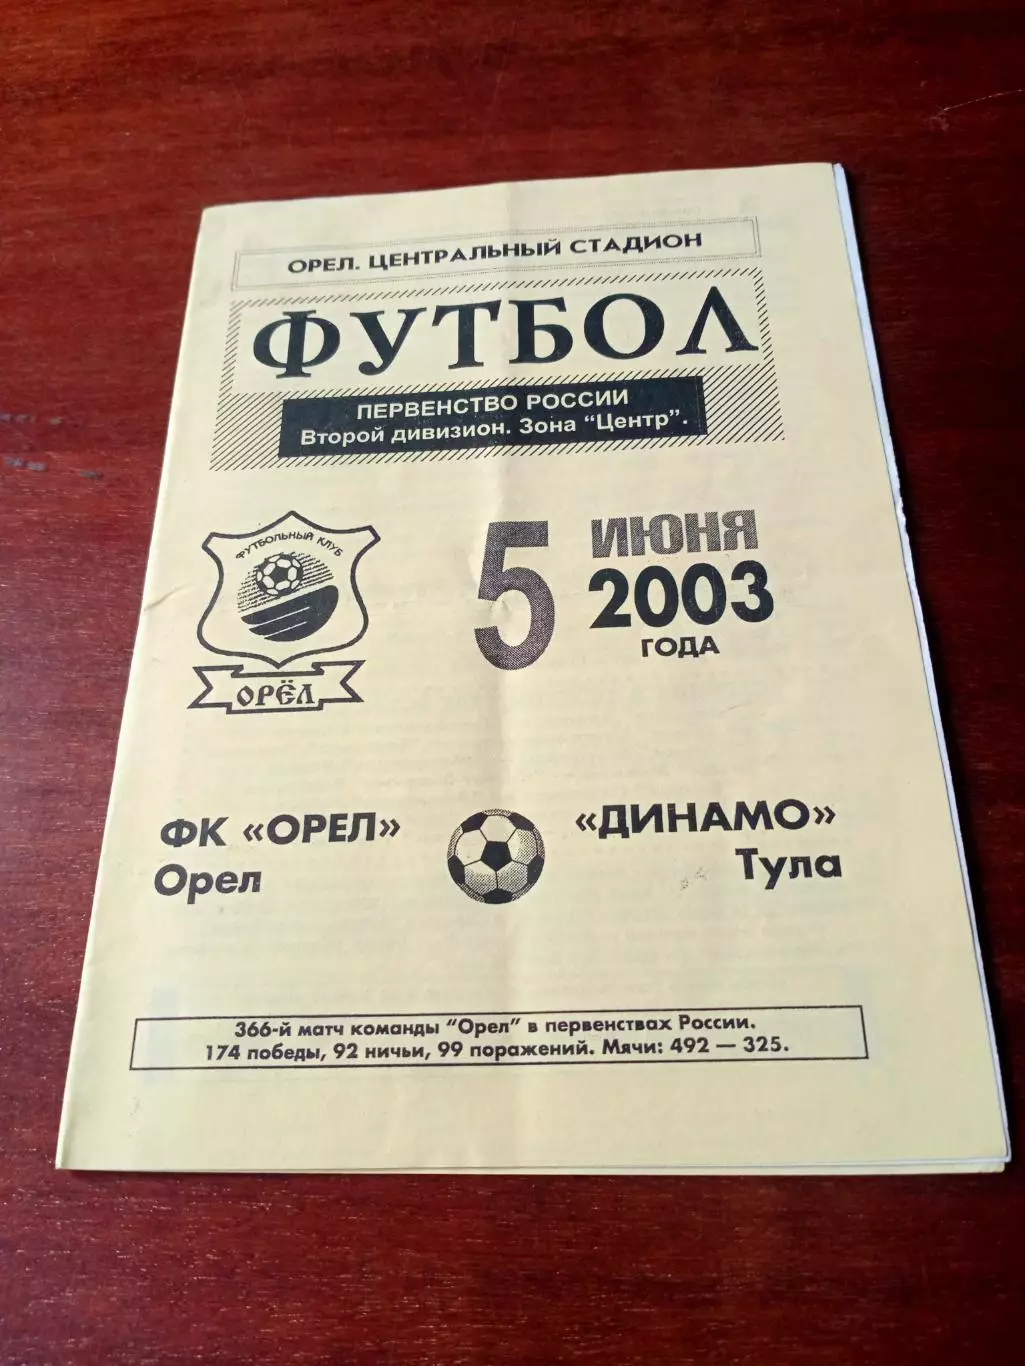 ОРЕЛ. ЦЕНТРАЛЬНЫЙ СТАДИОН
ФУТБОЛ
ПЕРВЕНСТВО РОССИИ
Второй дивизион. Зона "Центр".
ФУТБОЛЬНЫЙ КЛУБ
ОРЁЛ
5 ИЮНЯ
2003
ГОДА
ФК «ОРЕЛ»
Орел
«ДИНАМО»
Тула
366-й матч команды "Орел" в первенствах России.
174 победы, 92 ничьи, 99 поражений. Мячи: 492 — 325.